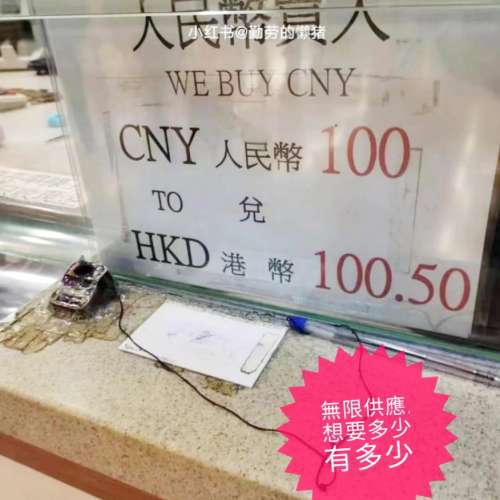 人民幣買入
小红书@勤劳的懒猪
WE BUY CNY
CNY 人民幣 100
TO 兌
HKD 港幣 100.50
無限供應.
想要多少
有多少